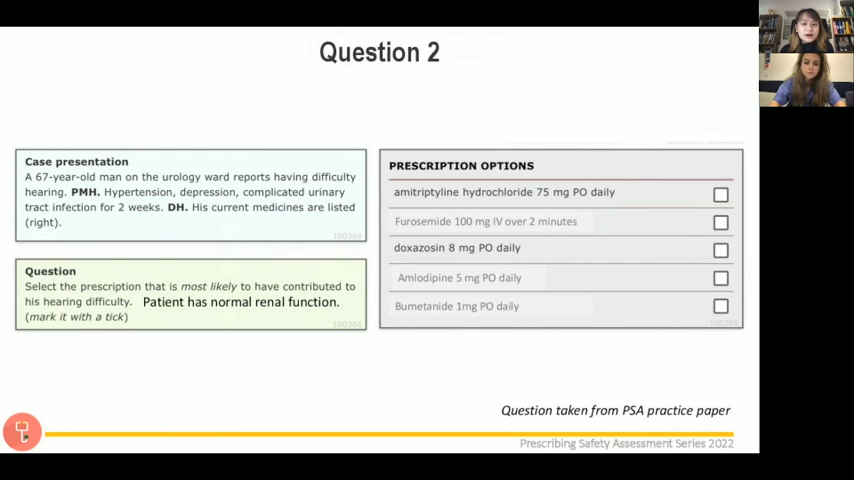 Question 2
Case presentation
A 67-year-old man on the urology ward reports having difficulty
hearing. PMH. Hypertension, depression, complicated urinary
tract infection for 2 weeks. DH. His current medicines are listed
(right).
100366
Question
Select the prescription that is most likely to have contributed to
his hearing difficulty. Patient has normal renal function.
(mark it with a tick)
100366
PRESCRIPTION OPTIONS
amitriptyline hydrochloride 75 mg PO daily
Furosemide 100 mg IV over 2 minutes
doxazosin 8 mg PO daily
Amlodipine 5 mg PO daily
Bumetanide 1mg PO daily
100366
Question taken from PSA practice paper
Prescribing Safety Assessment Series 2022